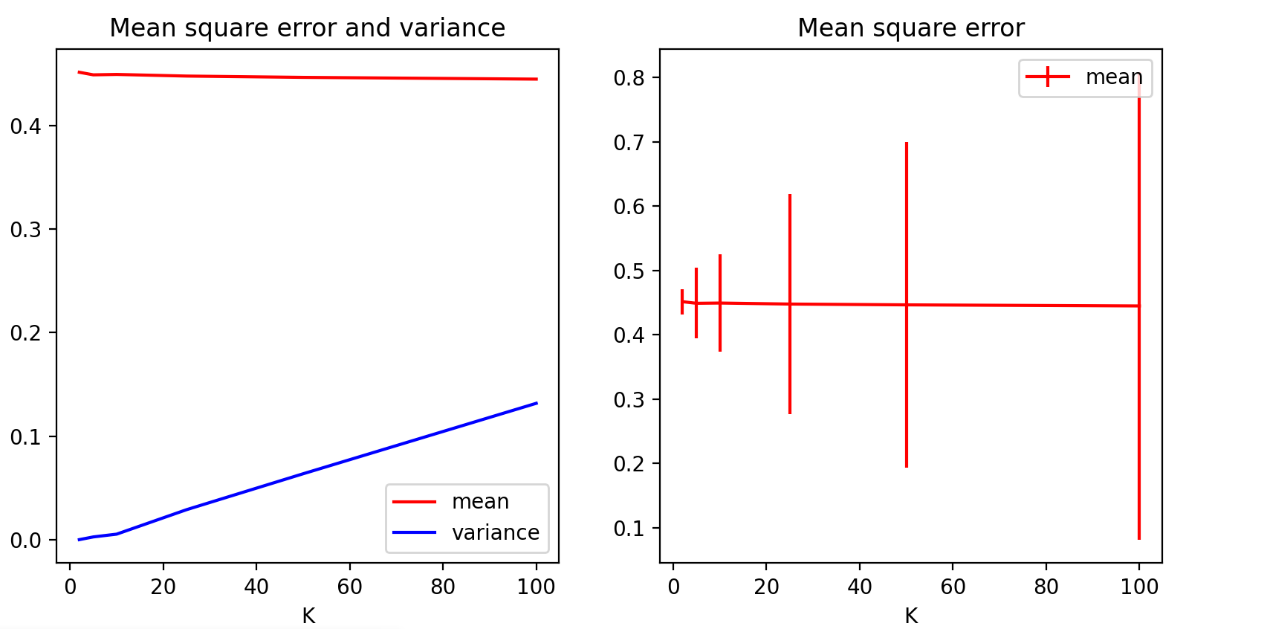 Mean square error and variance
0.4
0.3
0.2
0.1
0.0
mean
variance
0 20 40 60 80 100
K
Mean square error
mean
0.8
0.7
0.6
0.5
0.4
0.3
0.2
0.1
0 20 40 60 80 100
K